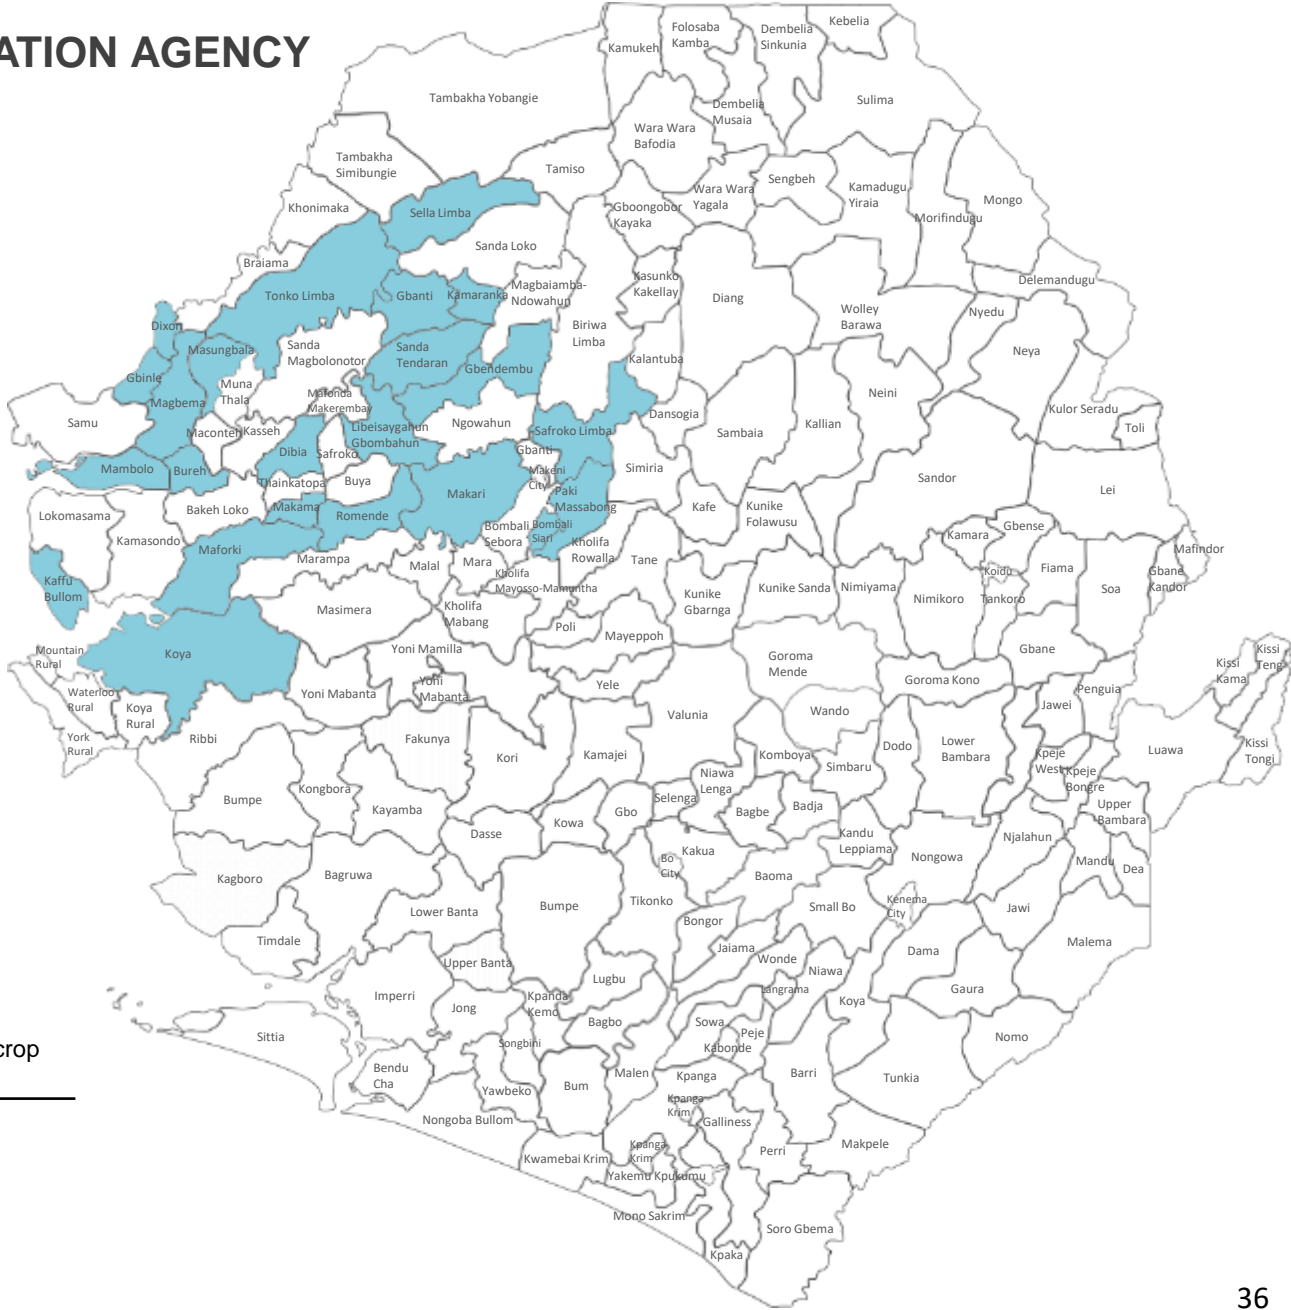 ATION AGENCY
Kamukeh
Folosaba
Kamba
Dembelia
Sinkunia
Kebelia
Tambakha Yobangie
Dembelia
Musaia
Sulima
Wara Wara
Bafodia
Tambakha
Simibungie
Tamiso
Sengbeh
Wara Wara
Yagala
Kamadugu
Yiraia
Mongo
Khonimaka
Sella Limba
Gboongobor
Kayaka
Morifindugu
Sanda Loko
Braiama
Kasunko
Kakellay
Delemandugu
Tonko Limba
Gbanti
Kamaranka
Magbaiamba-
Ndowahun
Diang
Wolley
Barawa
Nyedu
Dixon
Biriwa
Limba
Masungbala
Sanda
Magbolonotor
Sanda
Tendaran
Kalantuba
Neya
Gbinle
Muna
Thala
Gbendembu
Neini
Magbema
Mafonda
Makerembay
Dansogia
Kulor Seradu
Samu
Maconteh
Kasseh
Libeisaygahun
Gbombahun
Ngowahun
Safroko Limba
Sambaia
Kallian
Toli
Dibia
Safroko
Gbanti
Mambolo
Bureh
Makeni
City
Simiria
Sandor
Thainkatopa
Buya
Makari
Paki
Massabong
Lei
Lokomasama
Bakeh Loko
Makama
Romende
Kafe
Kunike
Folawusu
Kamasondo
Bombali
Sebora
Bombali
Siari
Gbense
Kamara
Maforki
Marampa
Malal
Mara
Kholifa
Rowalla
Tane
Mafindor
Kaffu
Bullom
Kholifa
Mayosso-Mamuntha
Koidu
Fiama
Gbane
Kandor
Masimera
Kholifa
Mabang
Kunike
Gbarnga
Kunike Sanda
Nimiyama
Nimikoro
Tankoro
Soa
Poli
Mayeppoh
Mountain
Rural
Koya
Yoni Mamilla
Goroma
Mende
Gbane
Kissi
Teng
Kissi
Kama
Waterloo
Rural
Koya
Rural
Yoni Mabanta
Yoni
Mabanta
Yele
Goroma Kono
Penguia
Jawei
York
Rural
Ribbi
Fakunya
Kori
Kamajei
Valunia
Wando
Dodo
Lower
Bambara
Luawa
Kissi
Tongi
Komboya
Simbaru
Kpeje
West
Kpeje
Bongre
Bumpe
Kongbora
Kayamba
Niawa
Lenga
Selenga
Bagbe
Badja
Upper
Bambara
Dasse
Kowa
Gbo
Kandu
Leppiama
Njalahun
Kakua
Bo
City
Nongowa
Mandu
Dea
Kagboro
Bagruwa
Baoma
Lower Banta
Bumpe
Tikonko
Small Bo
Kenema
City
Jawi
Bongor
Timdale
Jaiama
Wonde
Dama
Malema
Upper Banta
Lugbu
Niawa
Imperri
Kpanda
Kemo
Langrama
Koya
Gaura
Jong
Bagbo
Sowa
Peje
Kabonde
Sittia
Songbini
Nomo
crop
Bendu
Cha
Malen
Kpanga
Barri
Tunkia
Yawbeko
Bum
Kpanga
Krim
Nongoba Bullom
Galliness
Kpanga
Krim
Perri
Makpele
Kwamebai Krim
Yakemu Kpukumu
Mono Sakrim
Soro Gbema
Kpaka
36